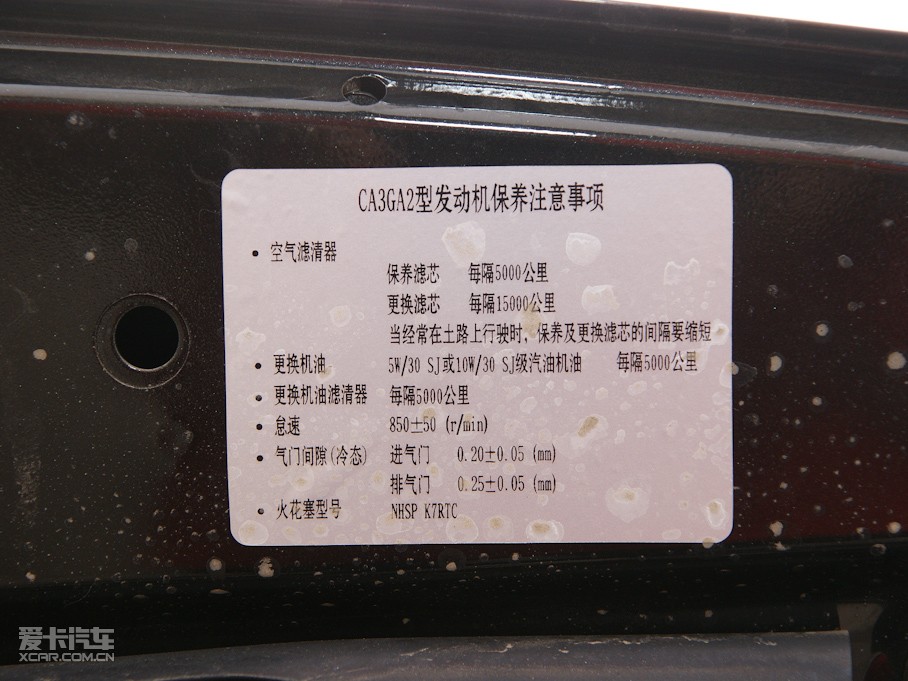 CA3GA2型发动机保养注意事项
• 空气滤清器
保养滤芯 每隔5000公里
更换滤芯 每隔15000公里
当经常在土路上行驶时，保养及更换滤芯的间隔要缩短
• 更换机油 5W/30 SJ或10W/30 SJ级汽油机油 每隔5000公里
• 更换机油滤清器 每隔5000公里
• 怠速 850±50 (r/min)
• 气门间隙(冷态) 进气门 0.20±0.05 (mm)
排气门 0.25±0.05 (mm)
• 火花塞型号 NHSP K7RTC
爱卡汽车
XCAR.COM.CN